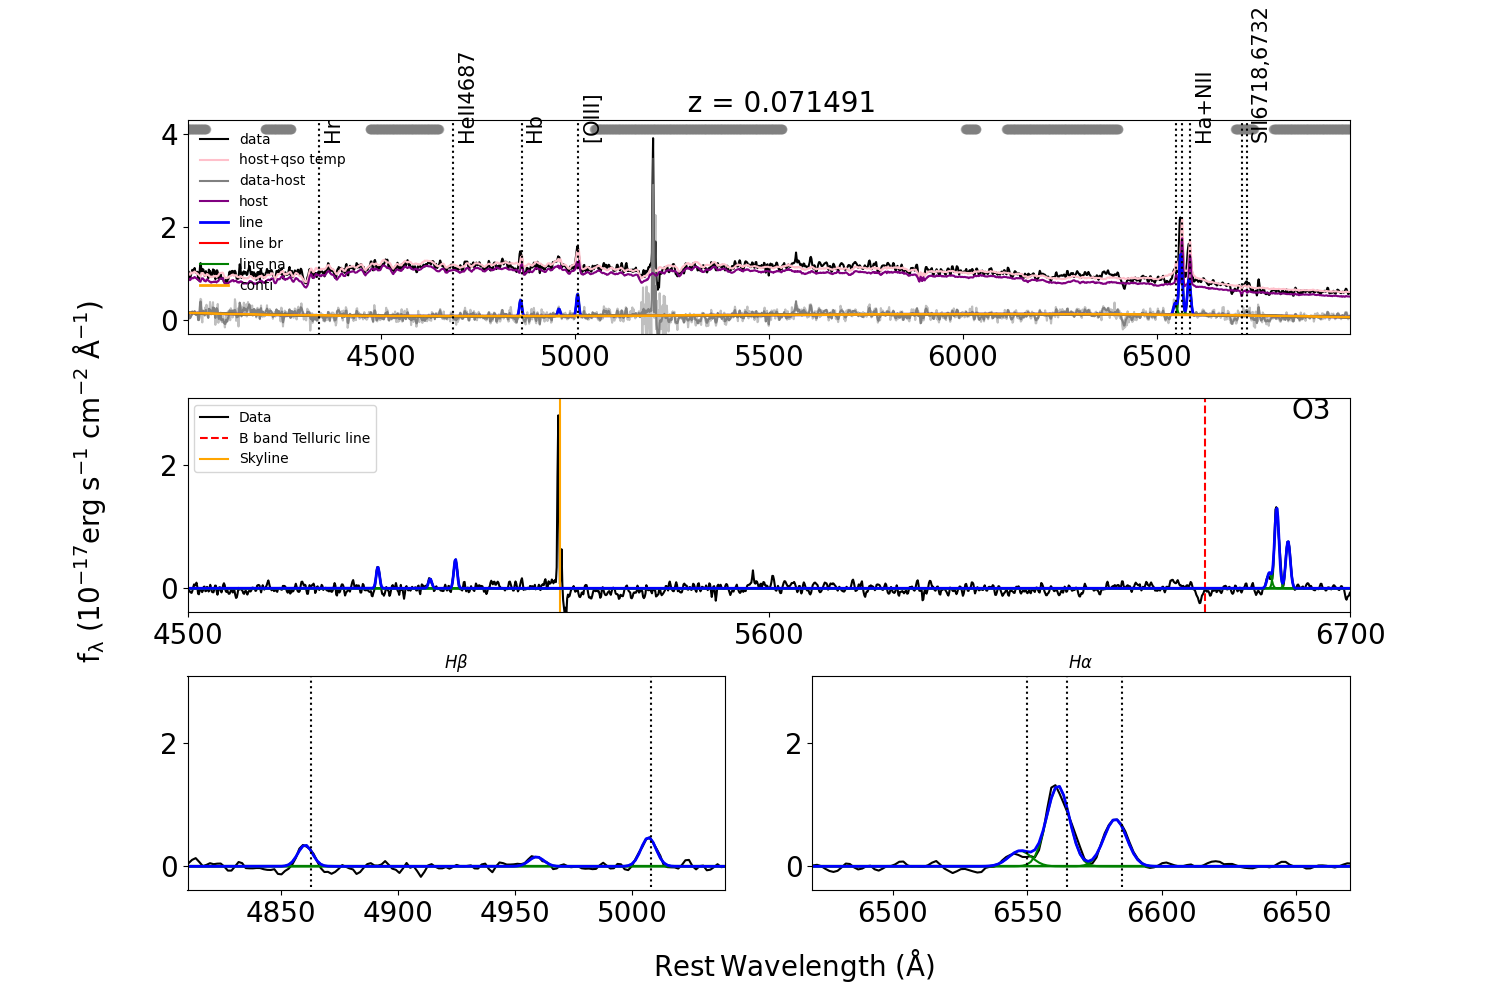 z = 0.071491
Hr
HeII4687
Hb
[OIII]
Ha+NII
SII6718,6732
4
2
0
data
host+qso temp
data-host
host
line
line br
line na
conti
4500 5000 5500 6000 6500
fλ (10−17erg s−1 cm−2 Å−1)
O3
2
0
Data
B band Telluric line
Skyline
4500 5600 6700
Hβ
2
0
4850 4900 4950 5000
Hα
2
0
6500 6550 6600 6650
Rest Wavelength (Å)